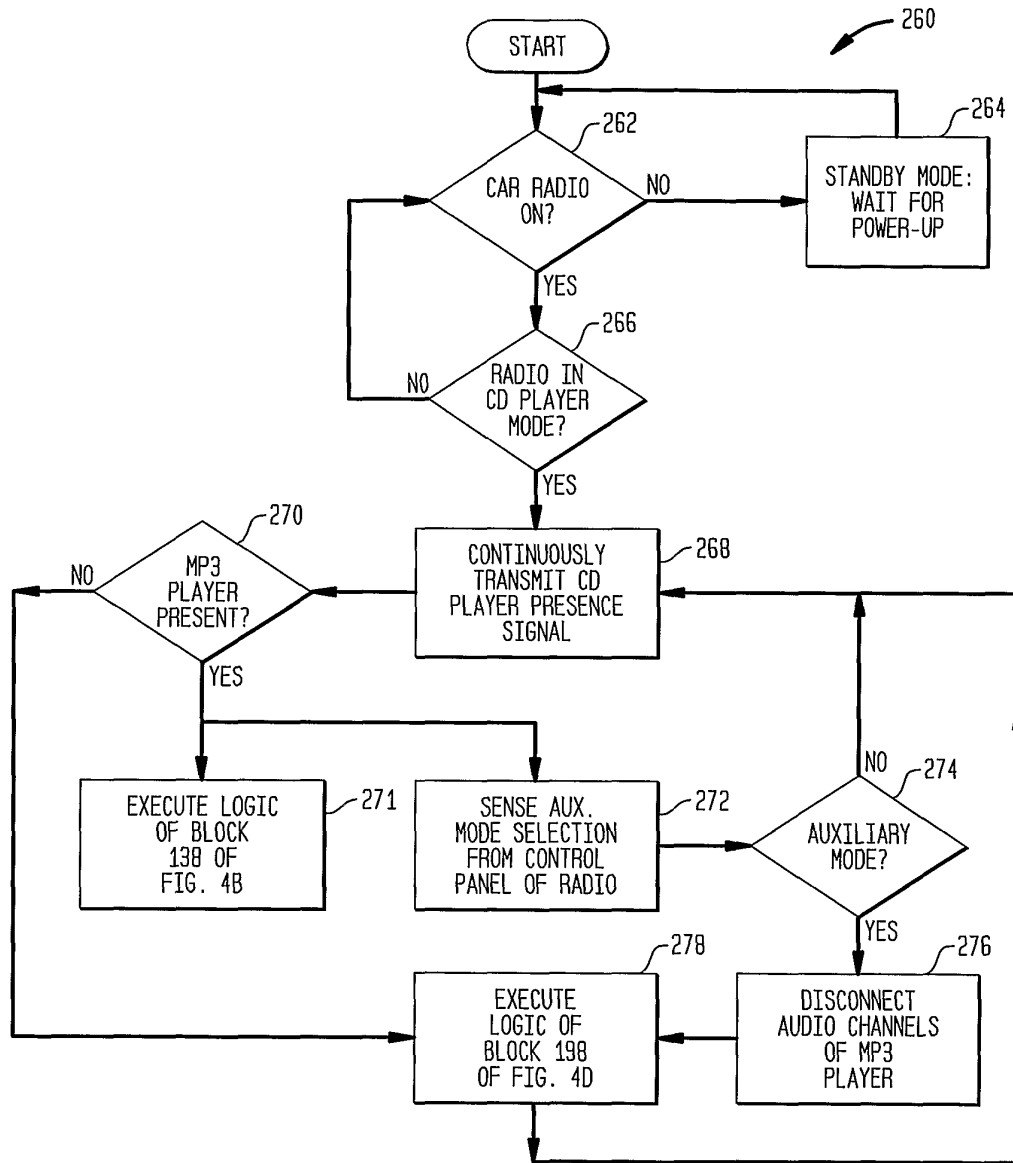 START
260
262
264
CAR RADIO
ON?
NO
STANDBY MODE:
WAIT FOR
POWER-UP
YES
266
NO
RADIO IN
CD PLAYER
MODE?
YES
270
NO
MP3
PLAYER
PRESENT?
CONTINUOUSLY
TRANSMIT CD
PLAYER PRESENCE
SIGNAL
268
YES
EXECUTE LOGIC
OF BLOCK
138 OF
FIG. 4B
271
SENSE AUX.
MODE SELECTION
FROM CONTROL
PANEL OF RADIO
272
NO
274
AUXILIARY
MODE?
YES
278
276
EXECUTE
LOGIC OF
BLOCK 198
OF FIG. 4D
DISCONNECT
AUDIO CHANNELS
OF MP3
PLAYER